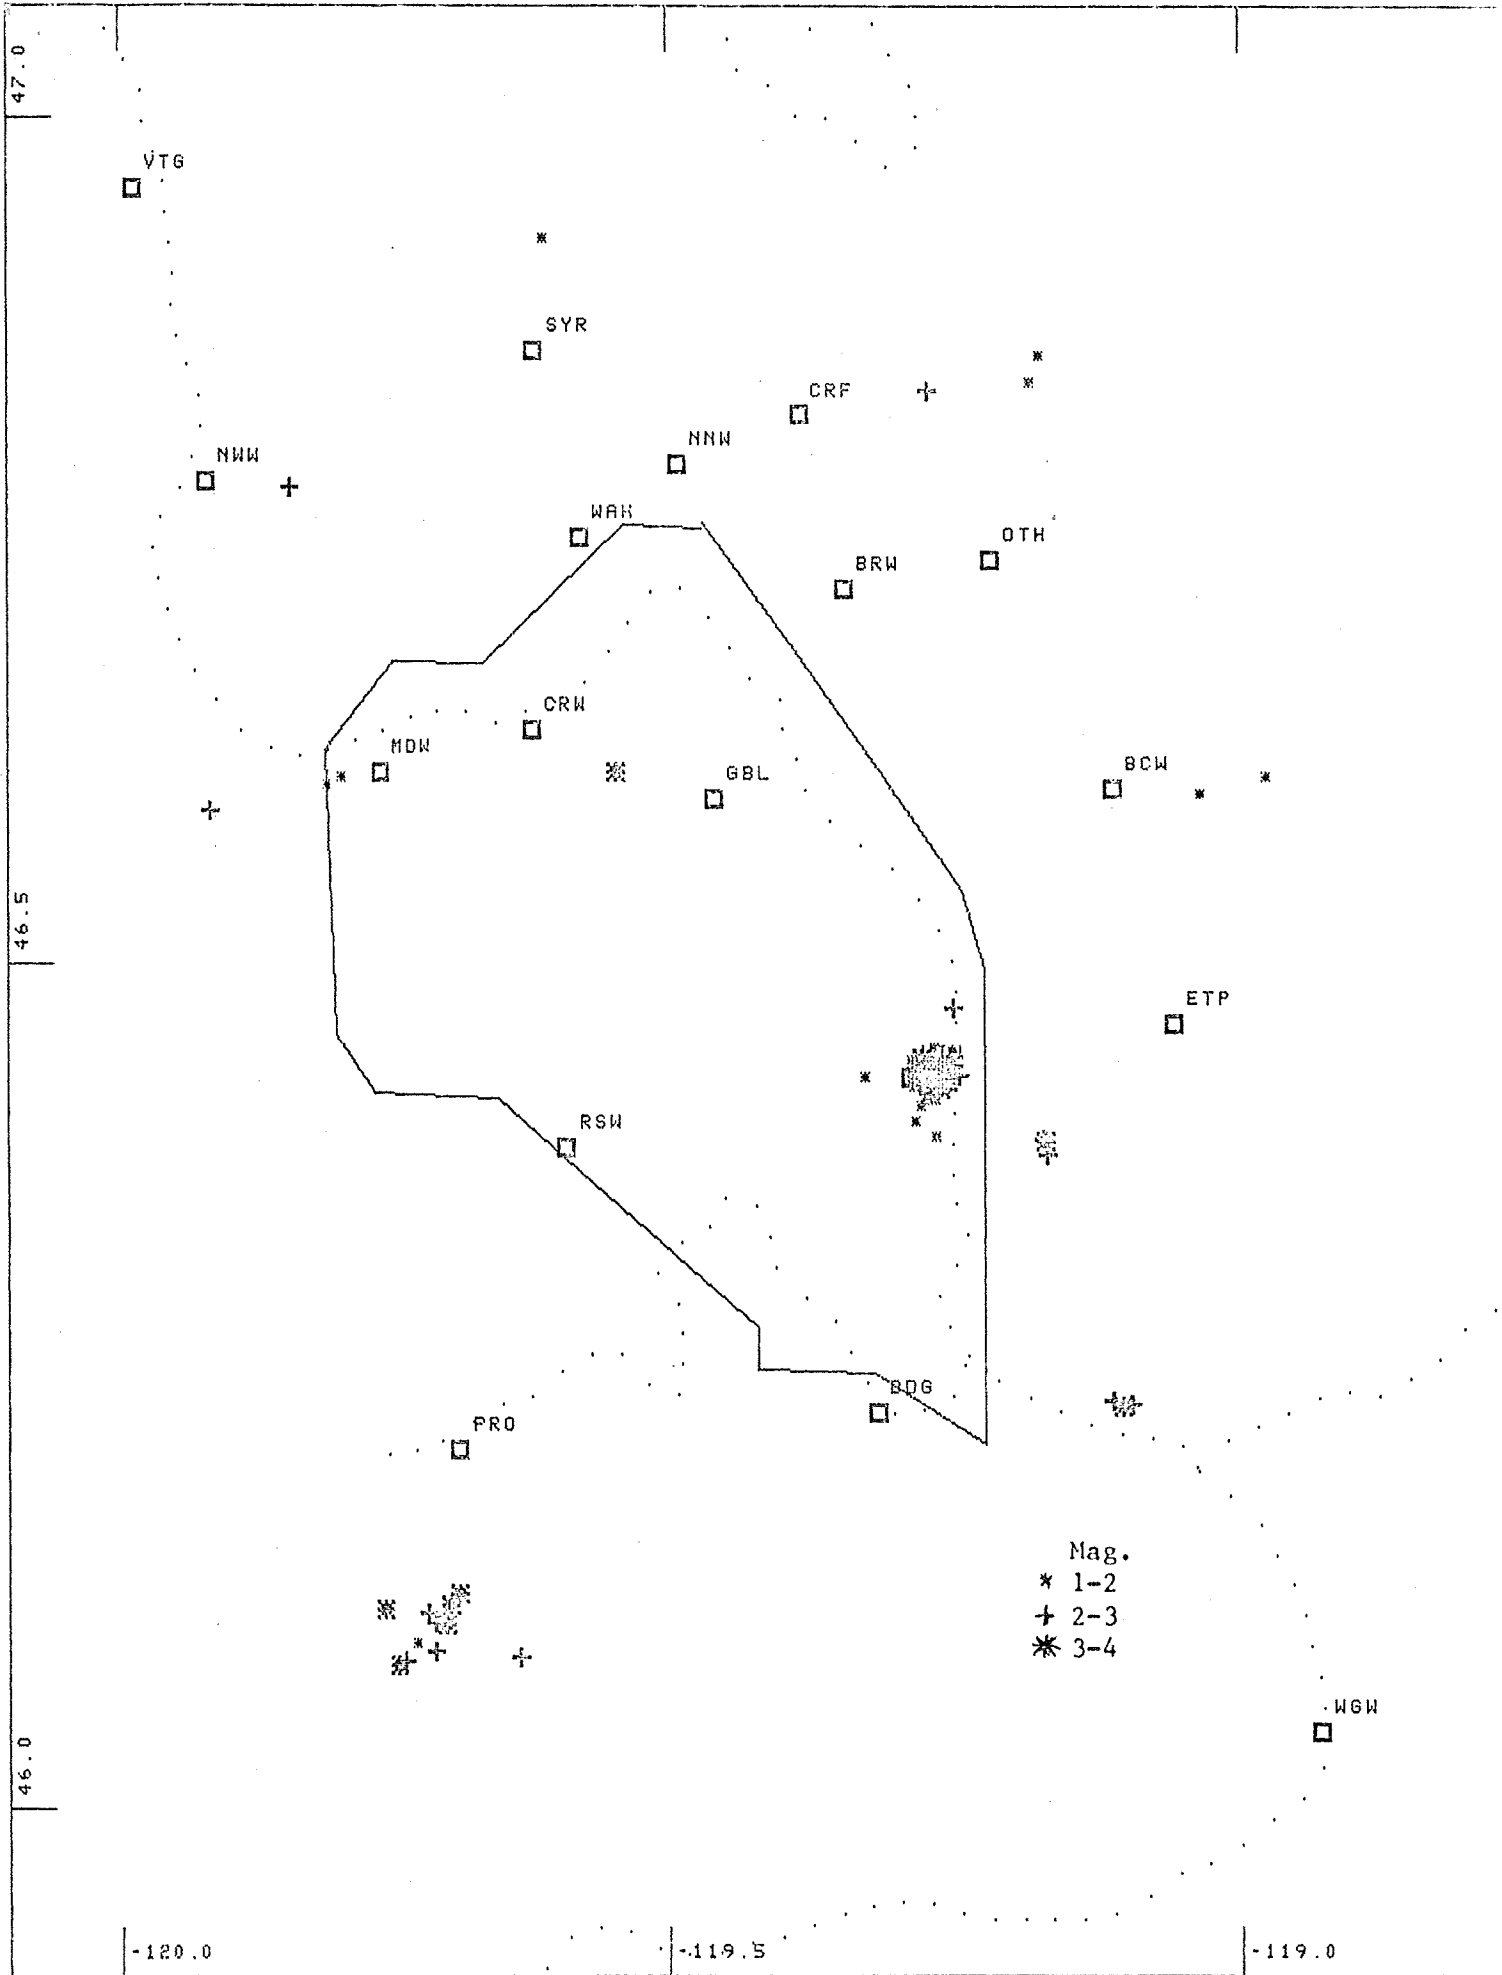 47.0
VTG
SYR
CRF
NNW
NWW
WAH
OTH
BRW
CRW
MDW
GBL
BCW
46.5
ETP
RSW
BDG
PRO
Mag.
* 1-2
+ 2-3
* 3-4
WGW
46.0
-120.0
-119.5
-119.0